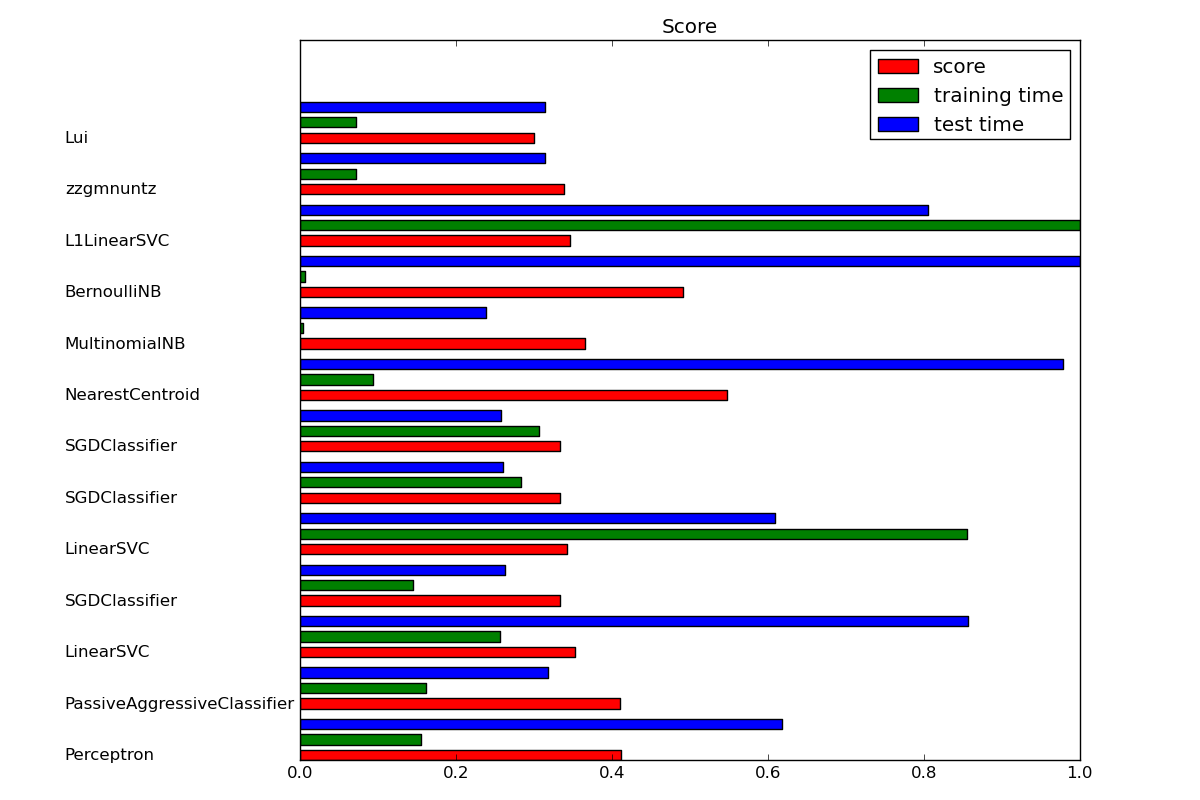 Score
score
training time
test time
Lui
zzgmnuntz
L1LinearSVC
BernoulliNB
MultinomialNB
NearestCentroid
SGDClassifier
SGDClassifier
LinearSVC
SGDClassifier
LinearSVC
PassiveAggressiveClassifier
Perceptron
0.0 0.2 0.4 0.6 0.8 1.0